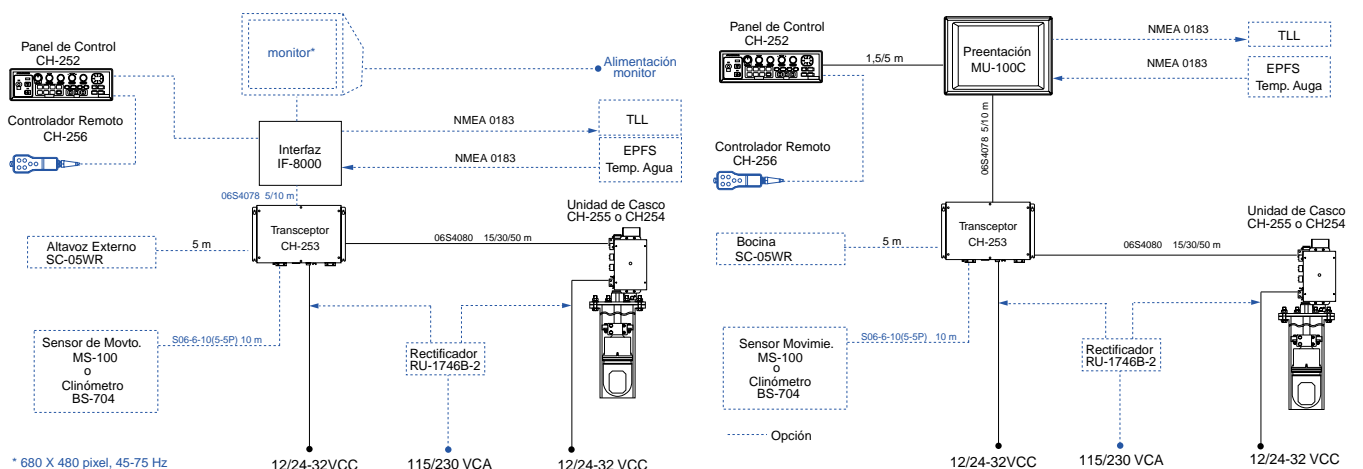 Panel de Control
CH-252
monitor*
Alimentación
monitor
Controlador Remoto
CH-256
Interfaz
IF-8000
NMEA 0183
TLL
NMEA 0183
EPFS
Temp. Agua
06S4078 5/10 m
Transceptor
CH-253
Unidad de Casco
CH-255 o CH254
06S4080 15/30/50 m
Altavoz Externo
SC-05WR
5 m
Sensor de Movto.
MS-100
o
Clinómetro
BS-704
S06-6-10(5-5P) 10 m
Rectificador
RU-1746B-2
* 680 X 480 pixel, 45-75 Hz
12/24-32VCC
115/230 VCA
12/24-32 VCC
Panel de Control
CH-252
1,5/5 m
Preentación
MU-100C
NMEA 0183
TLL
NMEA 0183
EPFS
Temp. Auga
Controlador Remoto
CH-256
06S4078 5/10 m
Transceptor
CH-253
Unidad de Casco
CH-255 o CH254
06S4080 15/30/50 m
Bocina
SC-05WR
5 m
Sensor Movimie.
MS-100
o
Clinómetro
BS-704
S06-6-10(5-5P) 10 m
Rectificador
RU-1746B-2
Opción
12/24-32VCC
115/230 VCA
12/24-32 VCC